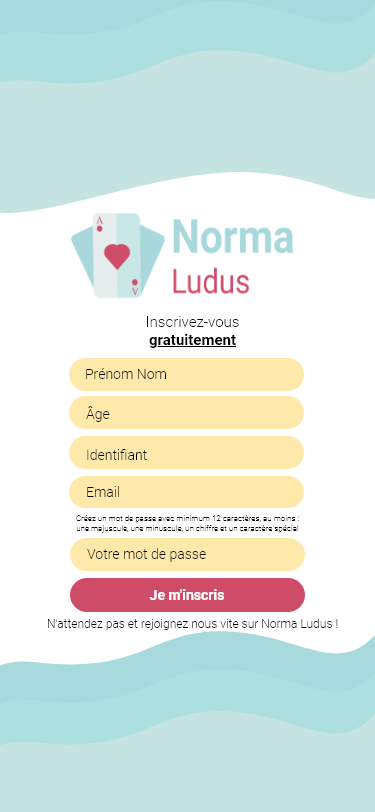 A
Norma
Ludus
A
Inscrivez-vous
gratuitement
Prénom Nom
Âge
Identifiant
Email
Créez un mot de passe avec minimum 12 caractères, au moins :
une majuscule, une minuscule, un chiffre et un caractère spécial
Votre mot de passe
Je m'inscris
N'attendez pas et rejoignez nous vite sur Norma Ludus !